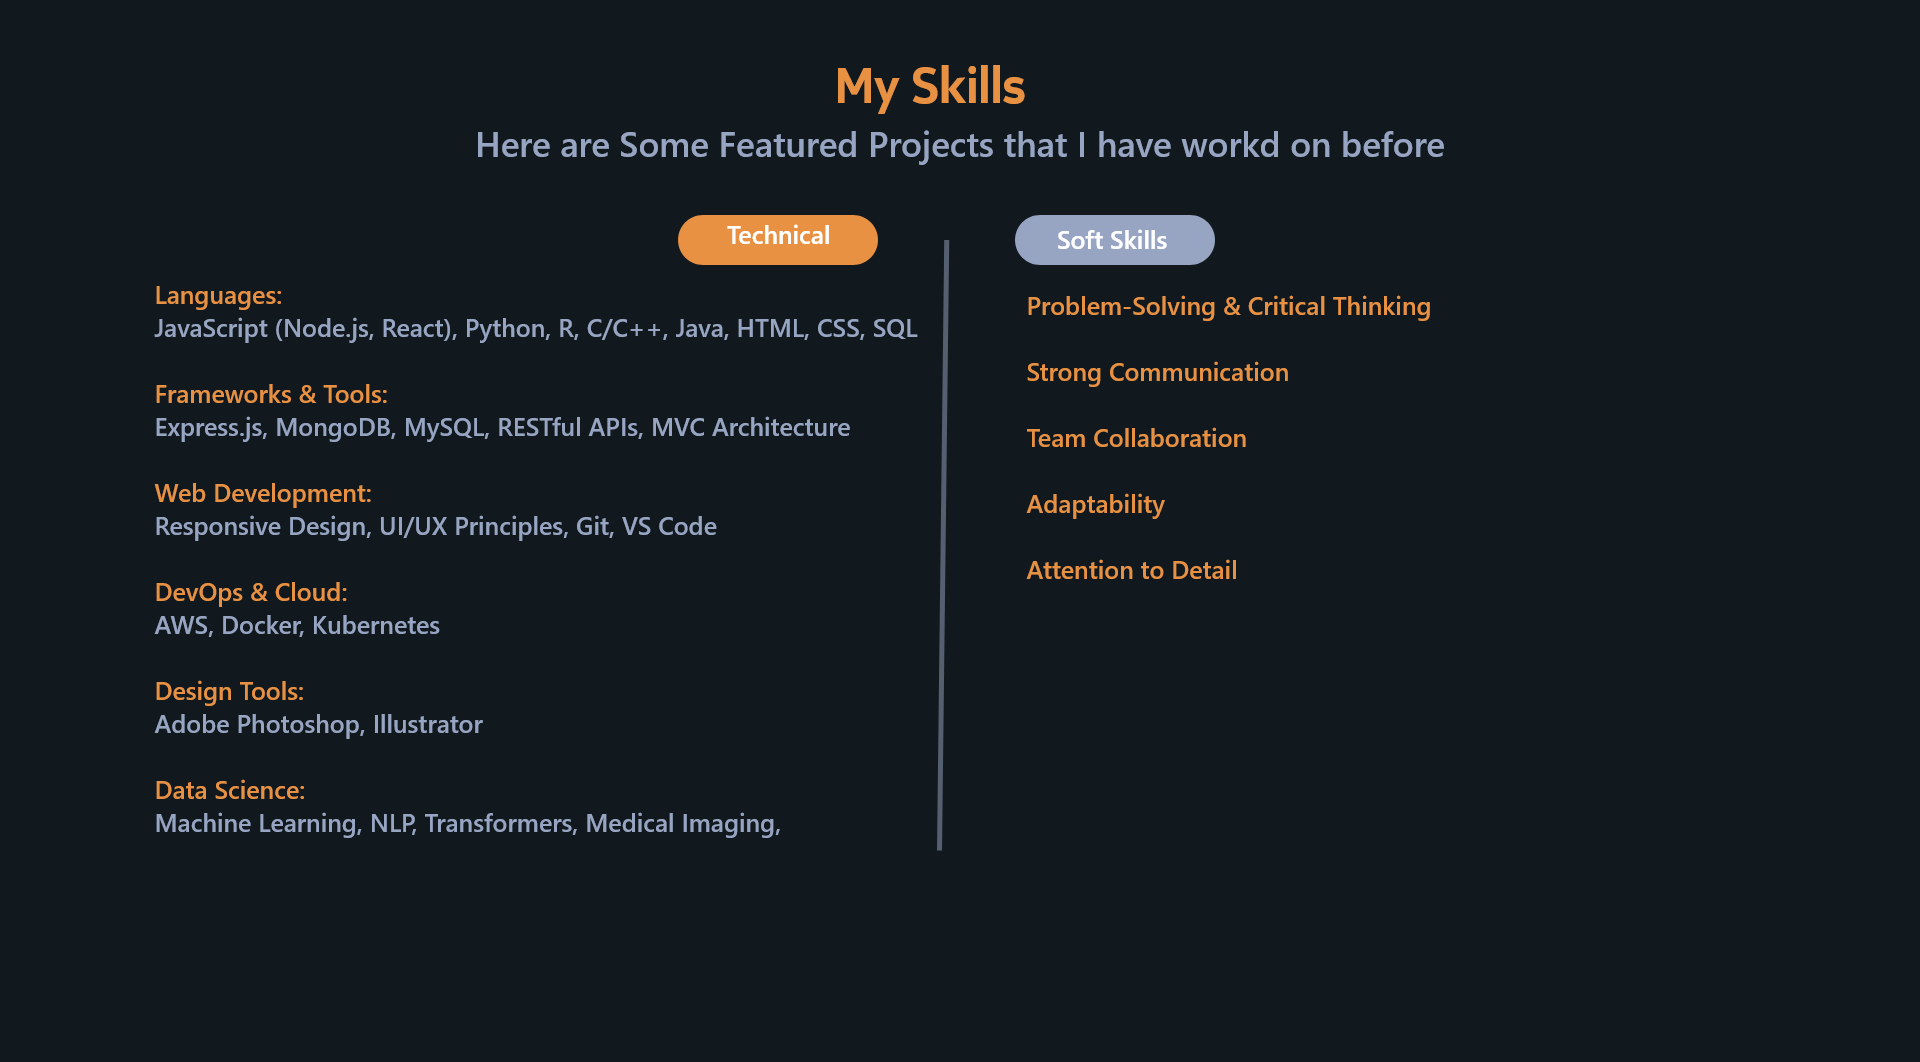 My Skills
Here are Some Featured Projects that I have workd on before
Technical
Languages:
JavaScript (Node.js, React), Python, R, C/C++, Java, HTML, CSS, SQL
Frameworks & Tools:
Express.js, MongoDB, MySQL, RESTful APIs, MVC Architecture
Web Development:
Responsive Design, UI/UX Principles, Git, VS Code
DevOps & Cloud:
AWS, Docker, Kubernetes
Design Tools:
Adobe Photoshop, Illustrator
Data Science:
Machine Learning, NLP, Transformers, Medical Imaging,
Soft Skills
Problem-Solving & Critical Thinking
Strong Communication
Team Collaboration
Adaptability
Attention to Detail